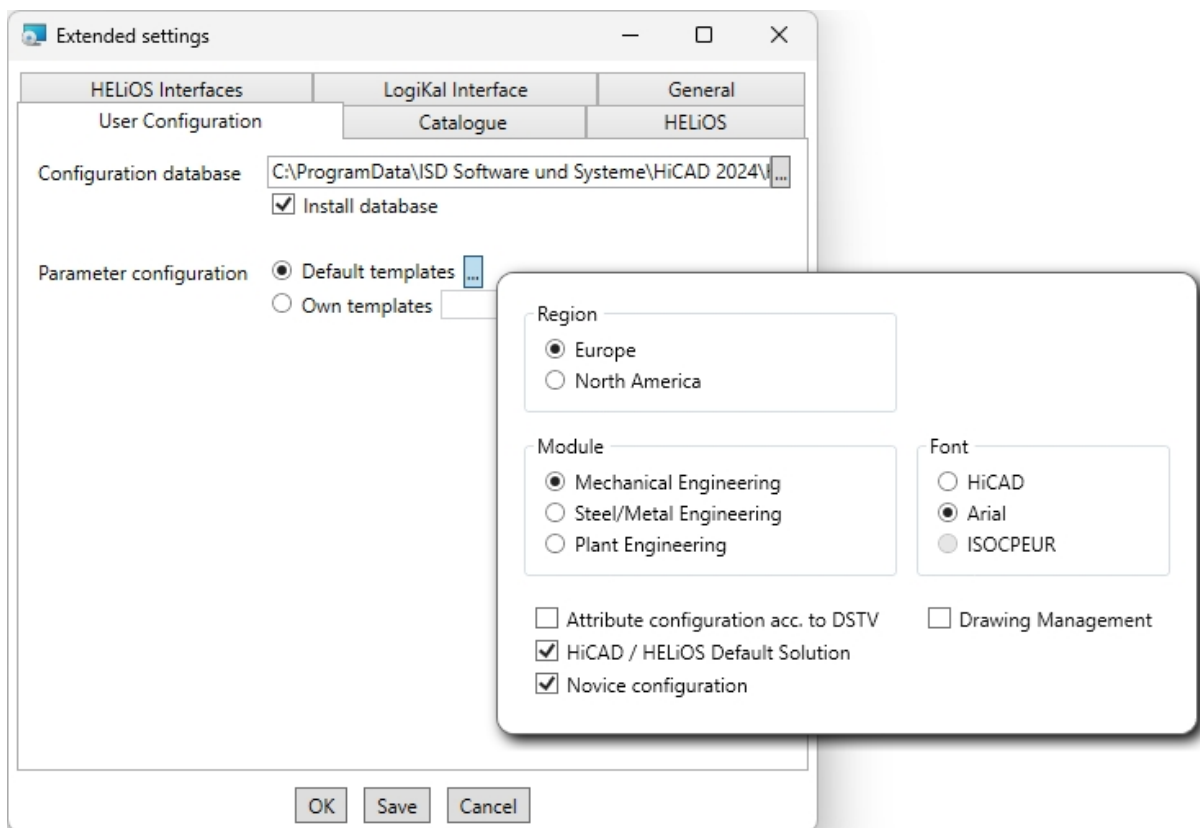 Extended settings
HELiOS Interfaces LogiKal Interface General
User Configuration Catalogue HELiOS
Configuration database C:\ProgramData\ISD Software und Systeme\HiCAD 2024\ ...
Install database
Parameter configuration Default templates ...
Own templates
Region
Europe
North America
Module
Mechanical Engineering
Steel/Metal Engineering
Plant Engineering
Font
HiCAD
Arial
ISOCPEUR
Attribute configuration acc. to DSTV
Drawing Management
HiCAD / HELiOS Default Solution
Novice configuration
OK Save Cancel